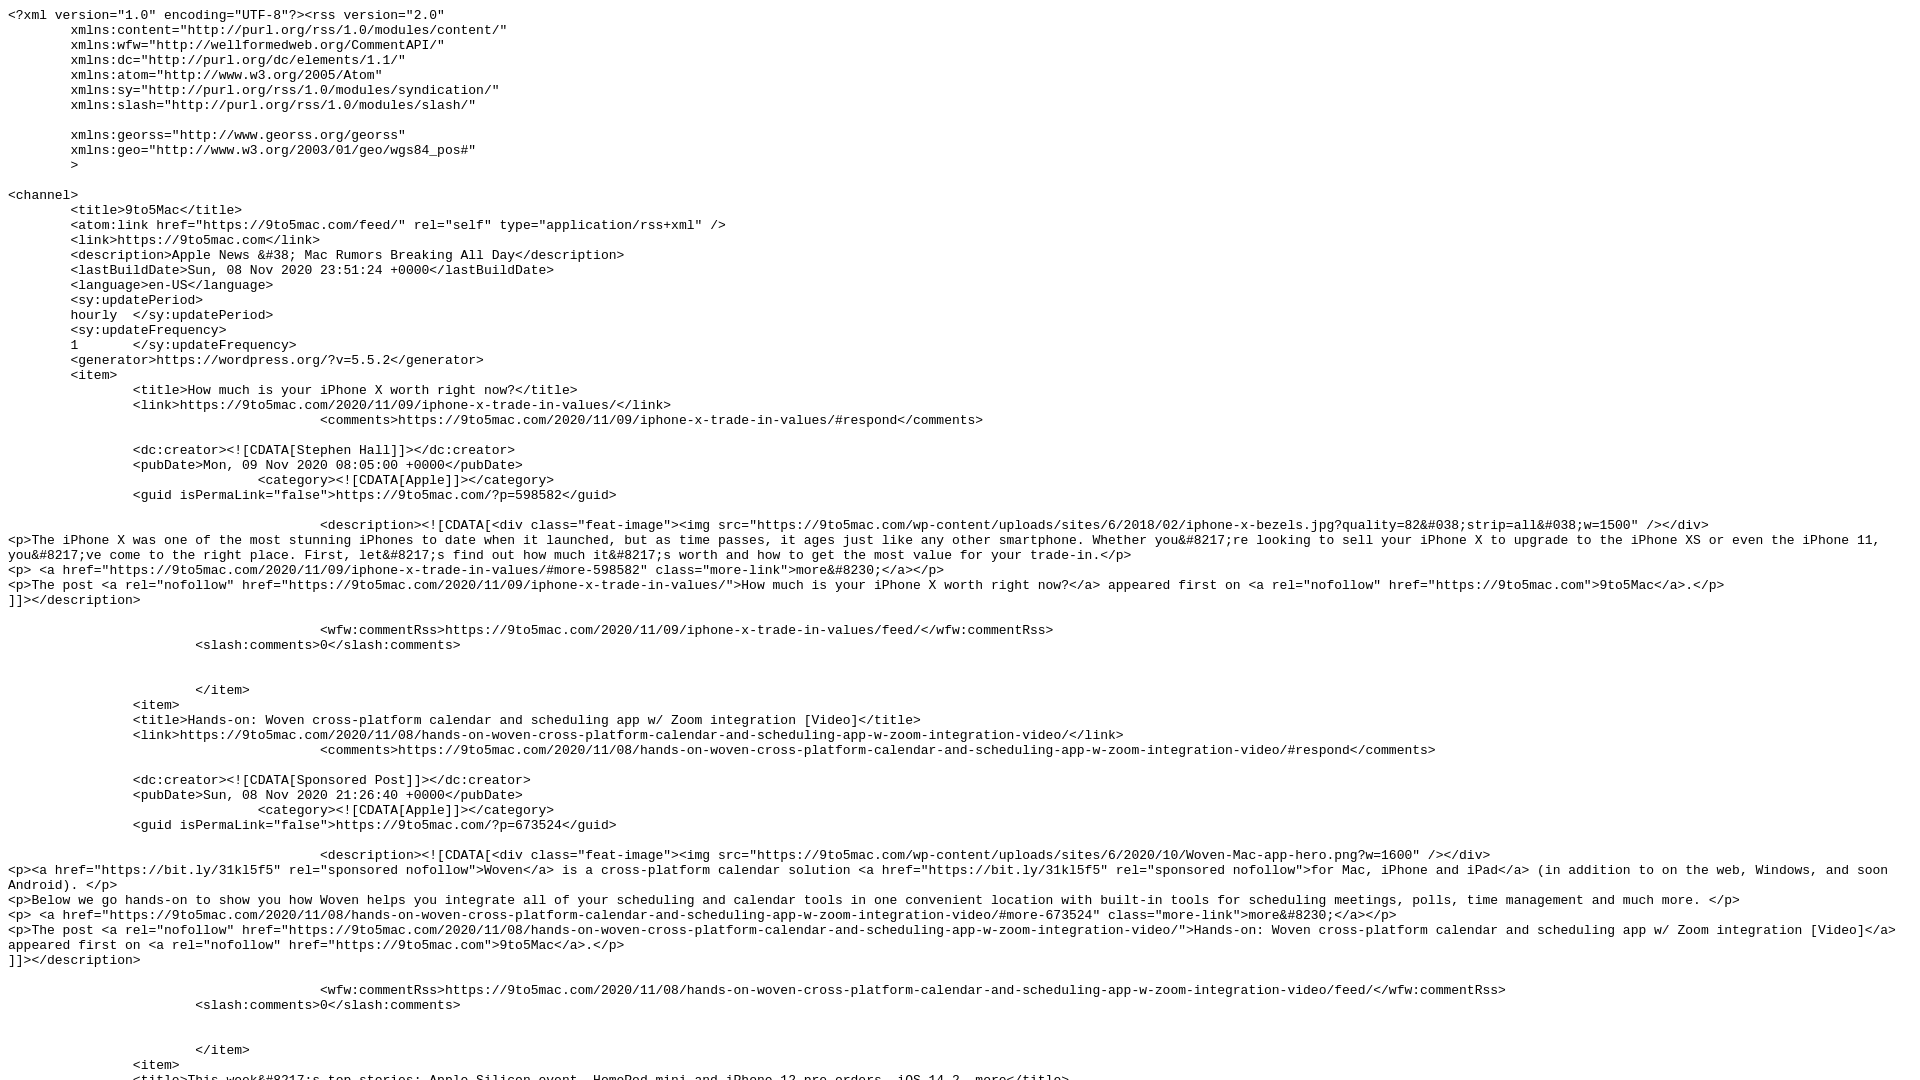 <?xml version="1.0" encoding="UTF-8"?><rss version="2.0"
xmlns:content="http://purl.org/rss/1.0/modules/content/"
xmlns:wfw="http://wellformedweb.org/CommentAPI/"
xmlns:dc="http://purl.org/dc/elements/1.1/"
xmlns:atom="http://www.w3.org/2005/Atom"
xmlns:sy="http://purl.org/rss/1.0/modules/syndication/"
xmlns:slash="http://purl.org/rss/1.0/modules/slash/"
xmlns:georss="http://www.georss.org/georss"
xmlns:geo="http://www.w3.org/2003/01/geo/wgs84_pos#"
>
<channel>
<title>9to5Mac</title>
<atom:link href="https://9to5mac.com/feed/" rel="self" type="application/rss+xml" />
<link>https://9to5mac.com</link>
<description>Apple News &#38; Mac Rumors Breaking All Day</description>
<lastBuildDate>Sun, 08 Nov 2020 23:51:24 +0000</lastBuildDate>
<language>en-US</language>
<sy:updatePeriod>
hourly  </sy:updatePeriod>
<sy:updateFrequency>
1       </sy:updateFrequency>
<generator>https://wordpress.org/?v=5.5.2</generator>
<item>
<title>How much is your iPhone X worth right now?</title>
<link>https://9to5mac.com/2020/11/09/iphone-x-trade-in-values/</link>
<comments>https://9to5mac.com/2020/11/09/iphone-x-trade-in-values/#respond</comments>
<dc:creator><![CDATA[Stephen Hall]]></dc:creator>
<pubDate>Mon, 09 Nov 2020 08:05:00 +0000</pubDate>
<category><![CDATA[Apple]]></category>
<guid isPermaLink="false">https://9to5mac.com/?p=598582</guid>
<description><![CDATA[<div class="feat-image"><img src="https://9to5mac.com/wp-content/uploads/sites/6/2018/02/iphone-x-bezels.jpg?quality=82&#038;strip=all&#038;w=1500" /></div>
<p>The iPhone X was one of the most stunning iPhones to date when it launched, but as time passes, it ages just like any other smartphone. Whether you&#8217;re looking to sell your iPhone X to upgrade to the iPhone XS or even the iPhone 11,
you&#8217;ve come to the right place. First, let&#8217;s find out how much it&#8217;s worth and how to get the most value for your trade-in.</p>
<p> <a href="https://9to5mac.com/2020/11/09/iphone-x-trade-in-values/#more-598582" class="more-link">more&#8230;</a></p>
<p>The post <a rel="nofollow" href="https://9to5mac.com/2020/11/09/iphone-x-trade-in-values/">How much is your iPhone X worth right now?</a> appeared first on <a rel="nofollow" href="https://9to5mac.com">9to5Mac</a>.</p>
]]></description>
<wfw:commentRss>https://9to5mac.com/2020/11/09/iphone-x-trade-in-values/feed/</wfw:commentRss>
<slash:comments>0</slash:comments>
</item>
<item>
<title>Hands-on: Woven cross-platform calendar and scheduling app w/ Zoom integration [Video]</title>
<link>https://9to5mac.com/2020/11/08/hands-on-woven-cross-platform-calendar-and-scheduling-app-w-zoom-integration-video/</link>
<comments>https://9to5mac.com/2020/11/08/hands-on-woven-cross-platform-calendar-and-scheduling-app-w-zoom-integration-video/#respond</comments>
<dc:creator><![CDATA[Sponsored Post]]></dc:creator>
<pubDate>Sun, 08 Nov 2020 21:26:40 +0000</pubDate>
<category><![CDATA[Apple]]></category>
<guid isPermaLink="false">https://9to5mac.com/?p=673524</guid>
<description><![CDATA[<div class="feat-image"><img src="https://9to5mac.com/wp-content/uploads/sites/6/2020/10/Woven-Mac-app-hero.png?w=1600" /></div>
<p><a href="https://bit.ly/31kl5f5" rel="sponsored nofollow">Woven</a> is a cross-platform calendar solution <a href="https://bit.ly/31kl5f5" rel="sponsored nofollow">for Mac, iPhone and iPad</a> (in addition to on the web, Windows, and soon
Android). </p>
<p>Below we go hands-on to show you how Woven helps you integrate all of your scheduling and calendar tools in one convenient location with built-in tools for scheduling meetings, polls, time management and much more. </p>
<p> <a href="https://9to5mac.com/2020/11/08/hands-on-woven-cross-platform-calendar-and-scheduling-app-w-zoom-integration-video/#more-673524" class="more-link">more&#8230;</a></p>
<p>The post <a rel="nofollow" href="https://9to5mac.com/2020/11/08/hands-on-woven-cross-platform-calendar-and-scheduling-app-w-zoom-integration-video/">Hands-on: Woven cross-platform calendar and scheduling app w/ Zoom integration [Video]</a>
appeared first on <a rel="nofollow" href="https://9to5mac.com">9to5Mac</a>.</p>
]]></description>
<wfw:commentRss>https://9to5mac.com/2020/11/08/hands-on-woven-cross-platform-calendar-and-scheduling-app-w-zoom-integration-video/feed/</wfw:commentRss>
<slash:comments>0</slash:comments>
</item>
<item>
<title>This week&#8217;s top stories: Apple Silicon event, HomePod mini and iPhone 12 pre-orders, iOS 14.2, more</title>